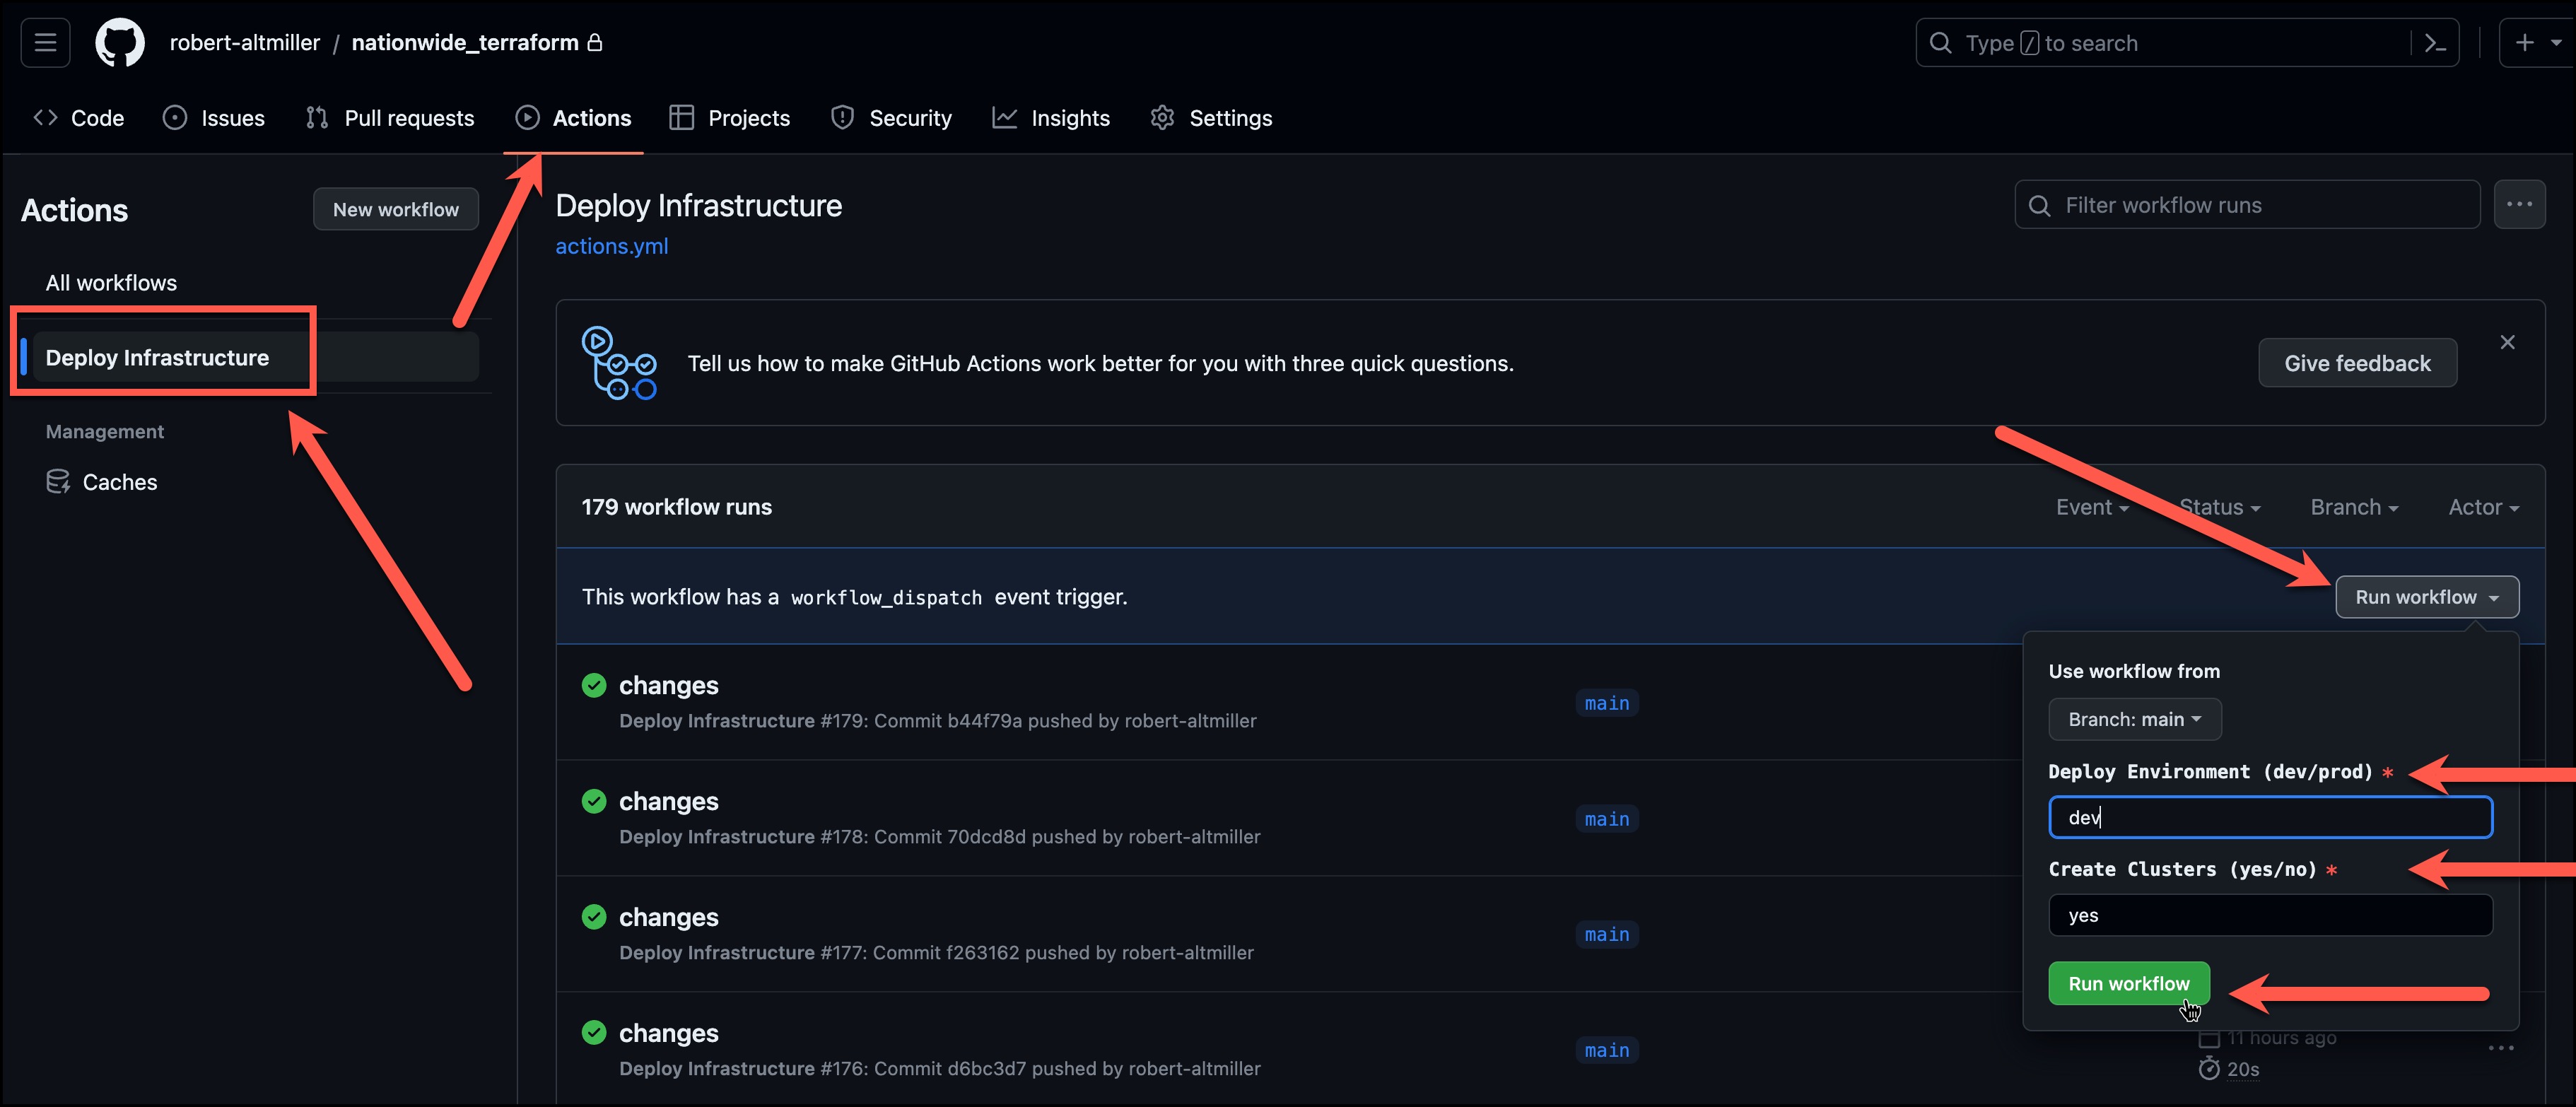 robert-altmiller / nationwide_terraform
Type / to search
Code Issues Pull requests Actions Projects Security Insights Settings
Actions
New workflow
All workflows
Deploy Infrastructure
Management
Caches
Deploy Infrastructure
actions.yml
Filter workflow runs
Tell us how to make GitHub Actions work better for you with three quick questions.
Give feedback
179 workflow runs
Event Status Branch Actor
This workflow has a workflow_dispatch event trigger.
Run workflow
changes
Deploy Infrastructure #179: Commit b44f79a pushed by robert-altmiller
main
changes
Deploy Infrastructure #178: Commit 70dcd8d pushed by robert-altmiller
main
changes
Deploy Infrastructure #177: Commit f263162 pushed by robert-altmiller
main
changes
Deploy Infrastructure #176: Commit d6bc3d7 pushed by robert-altmiller
main
Use workflow from
Branch: main
Deploy Environment (dev/prod) *
dev
Create Clusters (yes/no) *
yes
Run workflow
11 hours ago
20s